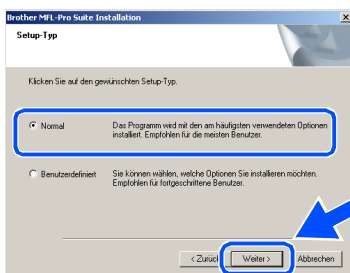 Brother MFL-Pro Suite Installation
Setup-Typ
Klicken Sie auf den gewünschten Setup-Typ.
Normal
Das Programm wird mit den am häufigsten verwendeten Optionen
installiert. Empfohlen für die meisten Benutzer.
Benutzerdefiniert
Sie können wählen, welche Optionen Sie installieren möchten.
Empfohlen für fortgeschrittene Benutzer.
< Zurück
Weiter >
Abbrechen